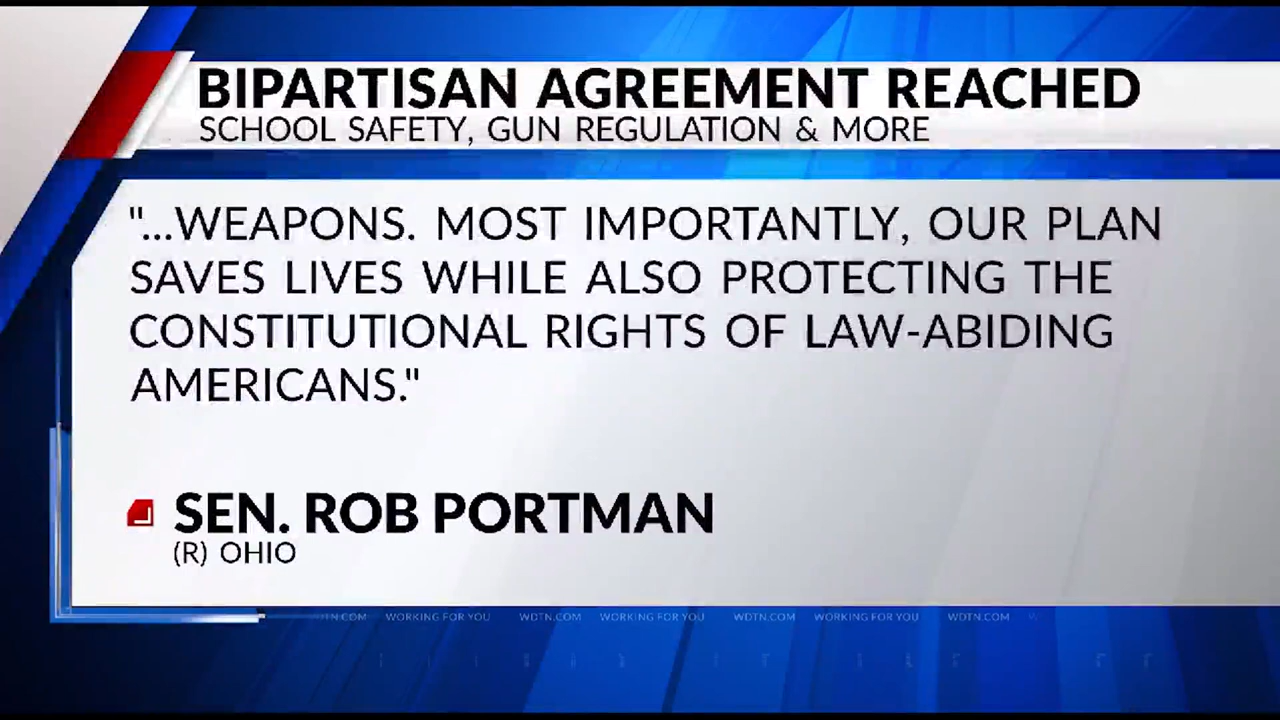 BIPARTISAN AGREEMENT REACHED
SCHOOL SAFETY, GUN REGULATION & MORE
"...WEAPONS. MOST IMPORTANTLY, OUR PLAN
SAVES LIVES WHILE ALSO PROTECTING THE
CONSTITUTIONAL RIGHTS OF LAW-ABIDING
AMERICANS."
SEN. ROB PORTMAN
(R) OHIO
WDTN.COM WORKING FOR YOU WDTN.COM WORKING FOR YOU WDTN.COM WORKING FOR YOU WDTN.COM